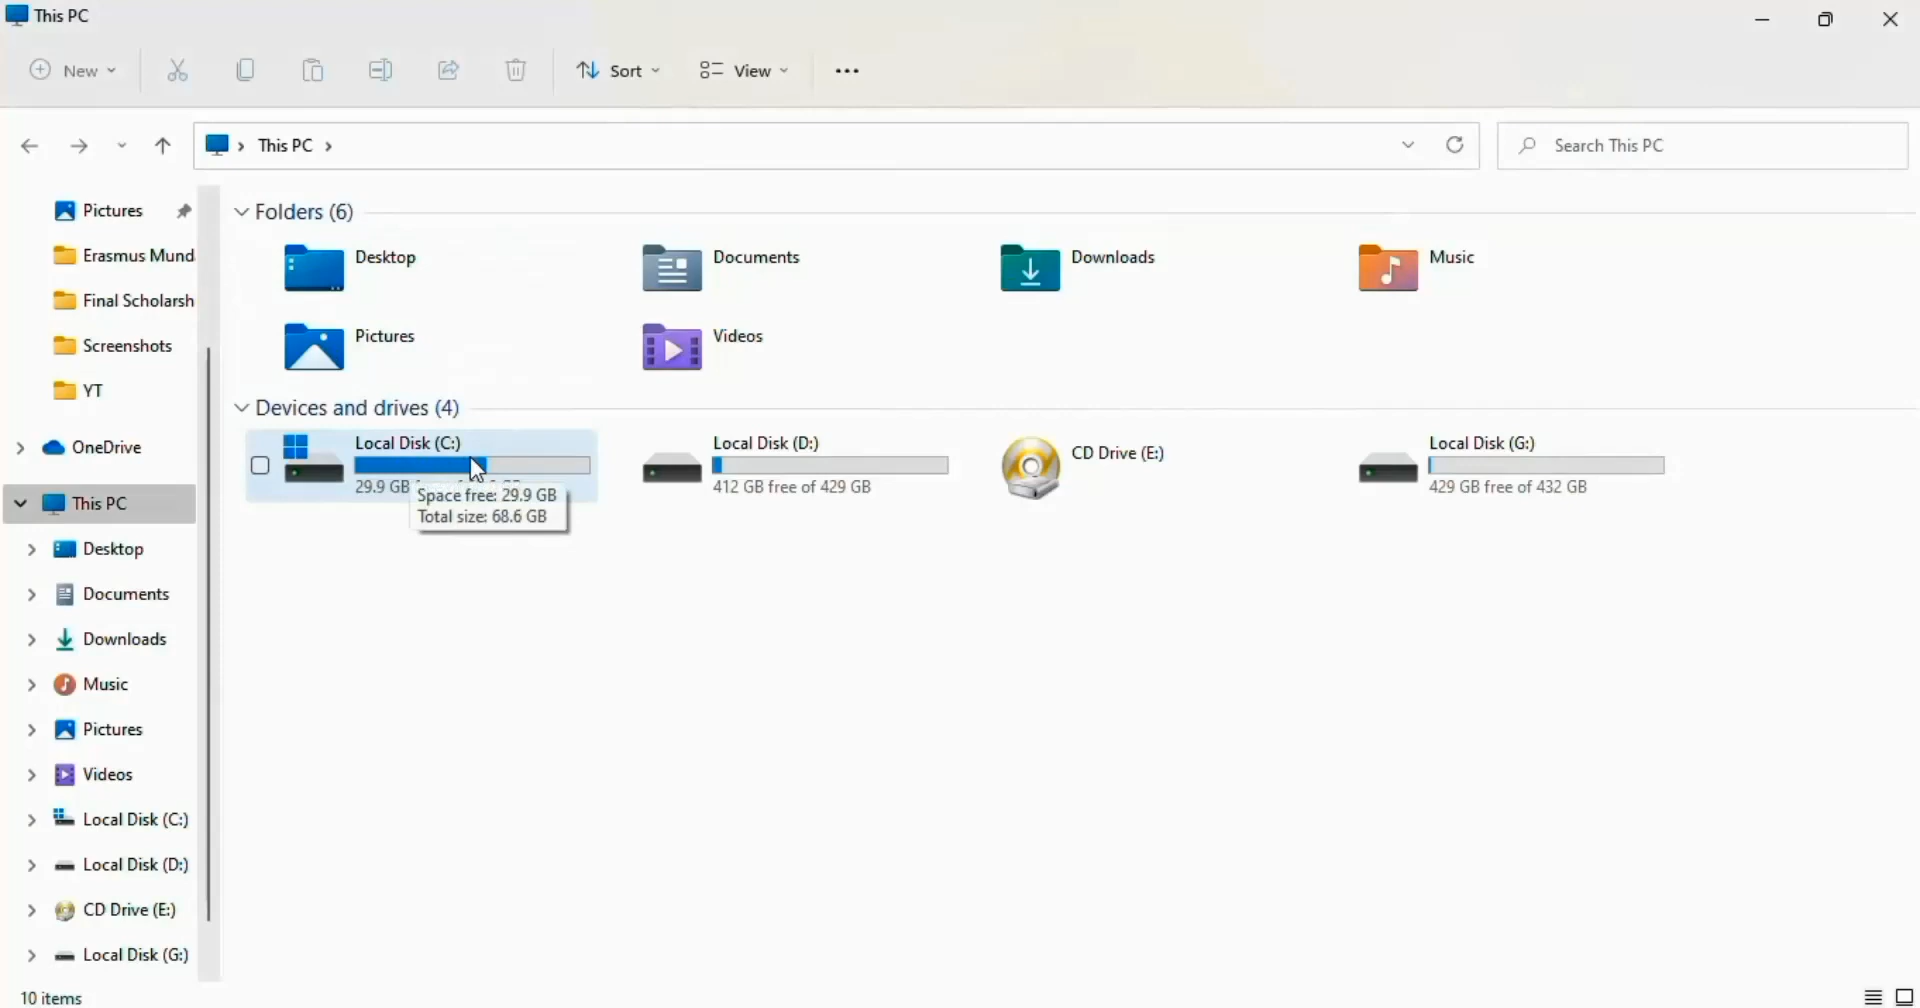 This PC
New
Sort
View
This PC
Search This PC
Pictures
Erasmus Mund
Final Scholarsh
Screenshots
YT
OneDrive
This PC
Desktop
Documents
Downloads
Music
Pictures
Videos
Local Disk (C:)
Local Disk (D:)
CD Drive (E:)
Local Disk (G:)
Folders (6)
Desktop
Documents
Downloads
Music
Pictures
Videos
Devices and drives (4)
Local Disk (C:)
29.9 GB
Space free: 29.9 GB
Total size: 68.6 GB
Local Disk (D:)
412 GB free of 429 GB
CD Drive (E:)
Local Disk (G:)
429 GB free of 432 GB
10 items